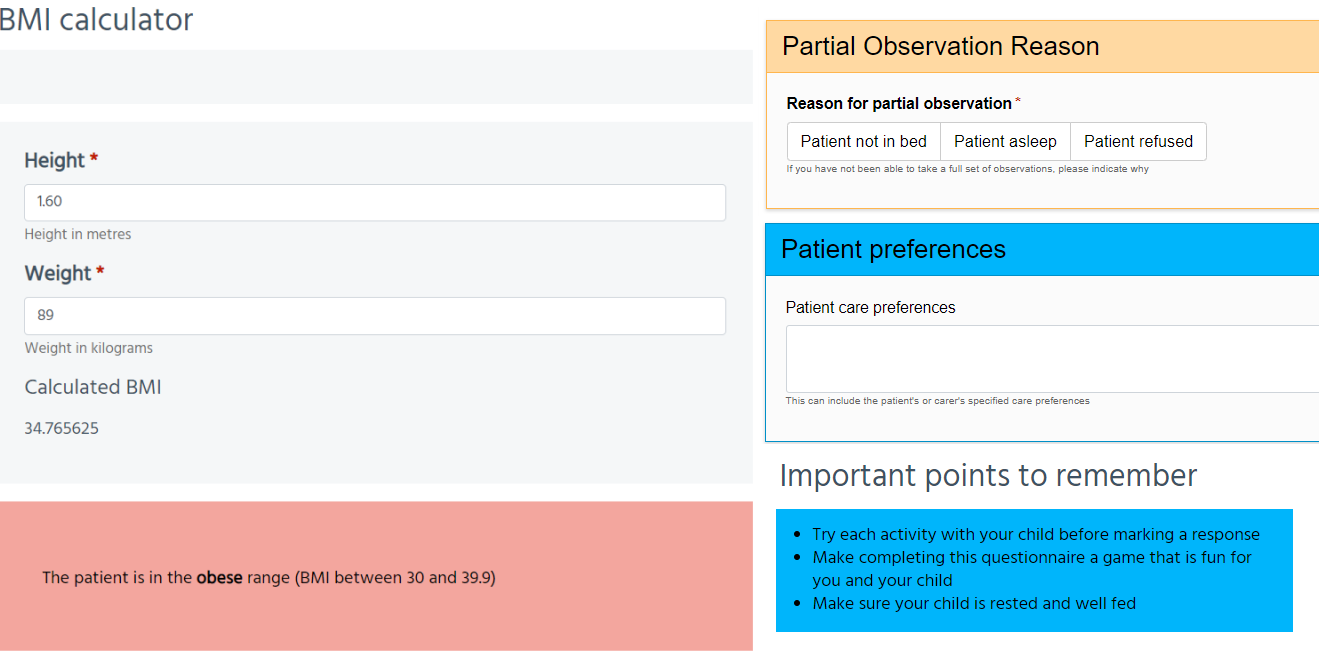 BMI calculator
Height *
1.60
Height in metres
Weight *
89
Weight in kilograms
Calculated BMI
34.765625
The patient is in the obese range (BMI between 30 and 39.9)
Partial Observation Reason
Reason for partial observation *
Patient not in bed Patient asleep Patient refused
If you have not been able to take a full set of observations, please indicate why
Patient preferences
Patient care preferences
This can include the patient's or carer's specified care preferences
Important points to remember
• Try each activity with your child before marking a response
• Make completing this questionnaire a game that is fun for
you and your child
• Make sure your child is rested and well fed